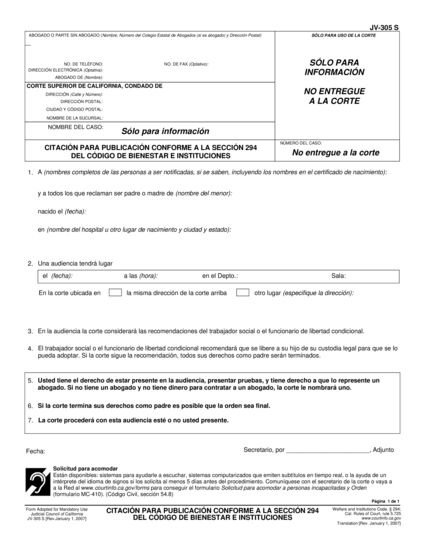 JV-305 S
ABOGADO O PARTE SIN ABOGADO (Nombre, Número del Colegio Estatal de Abogados (si es abogado) y Dirección Postal)
SÓLO PARA USO DE LA CORTE
NO. DE TELÉFONO:
NO. DE FAX (Optativo):
DIRECCIÓN ELECTRÓNICA (Optativa):
ABOGADO DE (Nombre):
SÓLO PARA
INFORMACIÓN
NO ENTREGUE
A LA CORTE
CORTE SUPERIOR DE CALIFORNIA, CONDADO DE
DIRECCIÓN (Calle y Número):
DIRECCIÓN POSTAL:
CIUDAD Y CÓDIGO POSTAL:
NOMBRE DE LA SUCURSAL:
NOMBRE DEL CASO:
Sólo para información
CITACIÓN PARA PUBLICACIÓN CONFORME A LA SECCIÓN 294
DEL CÓDIGO DE BIENESTAR E INSTITUCIONES
NÚMERO DEL CASO:
No entregue a la corte
1. A (nombres completos de las personas a ser notificadas, si se saben, incluyendo los nombres en el certificado de nacimiento):
y a todos los que reclaman ser padre o madre de (nombre del menor):
nacido el (fecha):
en (nombre del hospital u otro lugar de nacimiento y ciudad y estado):
2. Una audiencia tendrá lugar
el (fecha): a las (hora): en el Depto.: Sala:
En la corte ubicada en la misma dirección de la corte arriba otro lugar (especifique la dirección):
3. En la audiencia la corte considerará las recomendaciones del trabajador social o el funcionario de libertad condicional.
4. El trabajador social o el funcionario de libertad condicional recomendará que se libere a su hijo de su custodia legal para que se lo
pueda adoptar. Si la corte sigue la recomendación, todos sus derechos como padre serán terminados.
5. Usted tiene el derecho de estar presente en la audiencia, presentar pruebas, y tiene derecho a que lo represente un
abogado. Si no tiene un abogado y no tiene dinero para contratar a un abogado, la corte le nombrará uno.
6. Si la corte termina sus derechos como padre es posible que la orden sea final.
7. La corte procederá con esta audiencia esté o no usted presente.
Fecha:
Secretario, por , Adjunto
Solicitud para acomodar
Están disponibles: sistemas para ayudarle a escuchar, sistemas computarizados que emiten subtítulos en tiempo real, o la ayuda de un
intérprete del idioma de signos si los solicita al menos 5 días antes del procedimiento. Comuníquese con el secretario de la corte o vaya a
a la Red al www.courtinfo.ca.gov/forms para conseguir el formulario Solicitud para acomodar a personas incapacitadas y Orden
(formulario MC-410). (Código Civil, sección 54.8)
Página 1 de 1
Form Adopted for Mandatory Use
Judicial Council of California
JV-305 S [Rev. January 1, 2007]
CITACIÓN PARA PUBLICACIÓN CONFORME A LA SECCIÓN 294
DEL CÓDIGO DE BIENESTAR E INSTITUCIONES
Welfare and Institutions Code, § 294;
Cal. Rules of Court, rule 5.725
www.courtinfo.ca.gov
Translation [Rev. January 1, 2007]